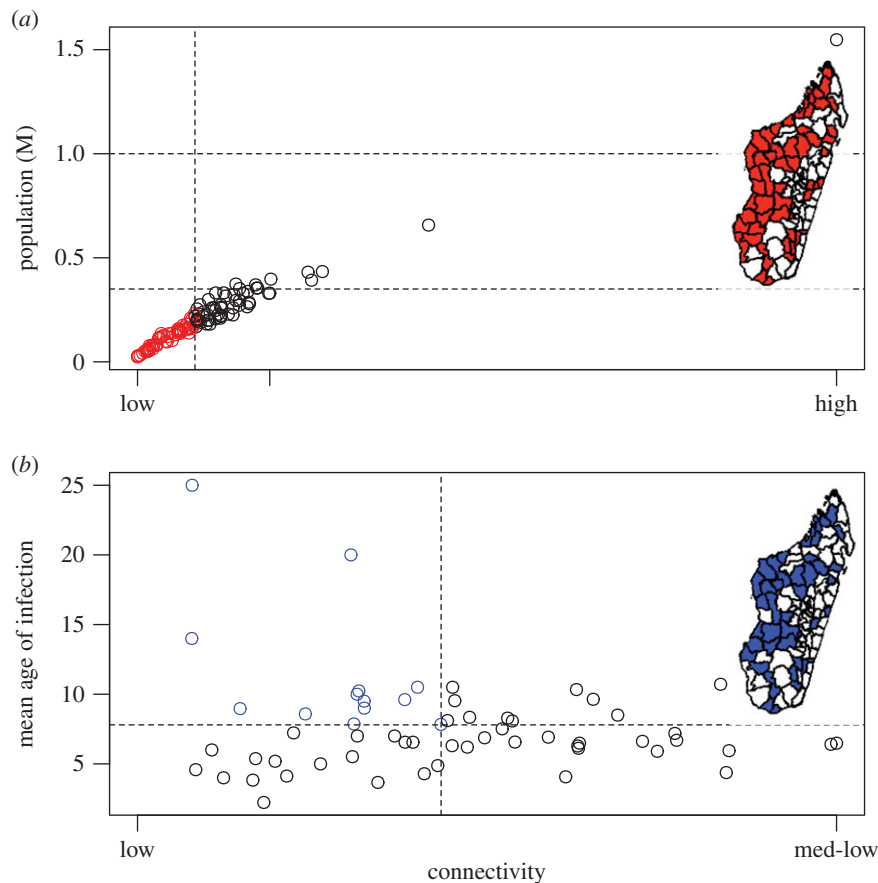 (a)
1.5
1.0
0.5
0
population (M)
low
high
(b)
25
20
15
10
5
mean age of infection
low
med-low
connectivity